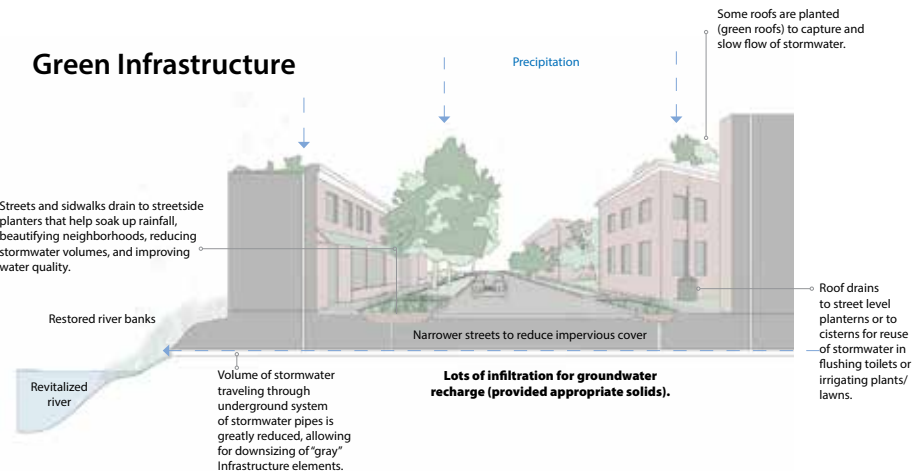 Some roofs are planted
(green roofs) to capture and
slow flow of stormwater.
Green Infrastructure
Precipitation
Streets and sidwalks drain to streetside
planters that help soak up rainfall,
beautifying neighborhoods, reducing
stormwater volumes, and improving
water quality.
Roof drains
to street level
planterns or to
cisterns for reuse
of stormwater in
flushing toilets or
irrigating plants/
lawns.
Restored river banks
Narrower streets to reduce impervious cover
Revitalized
river
Volume of stormwater
traveling through
underground system
of stormwater pipes is
greatly reduced, allowing
for downsizing of “gray”
Infrastructure elements.
Lots of infiltration for groundwater
recharge (provided appropriate solids).